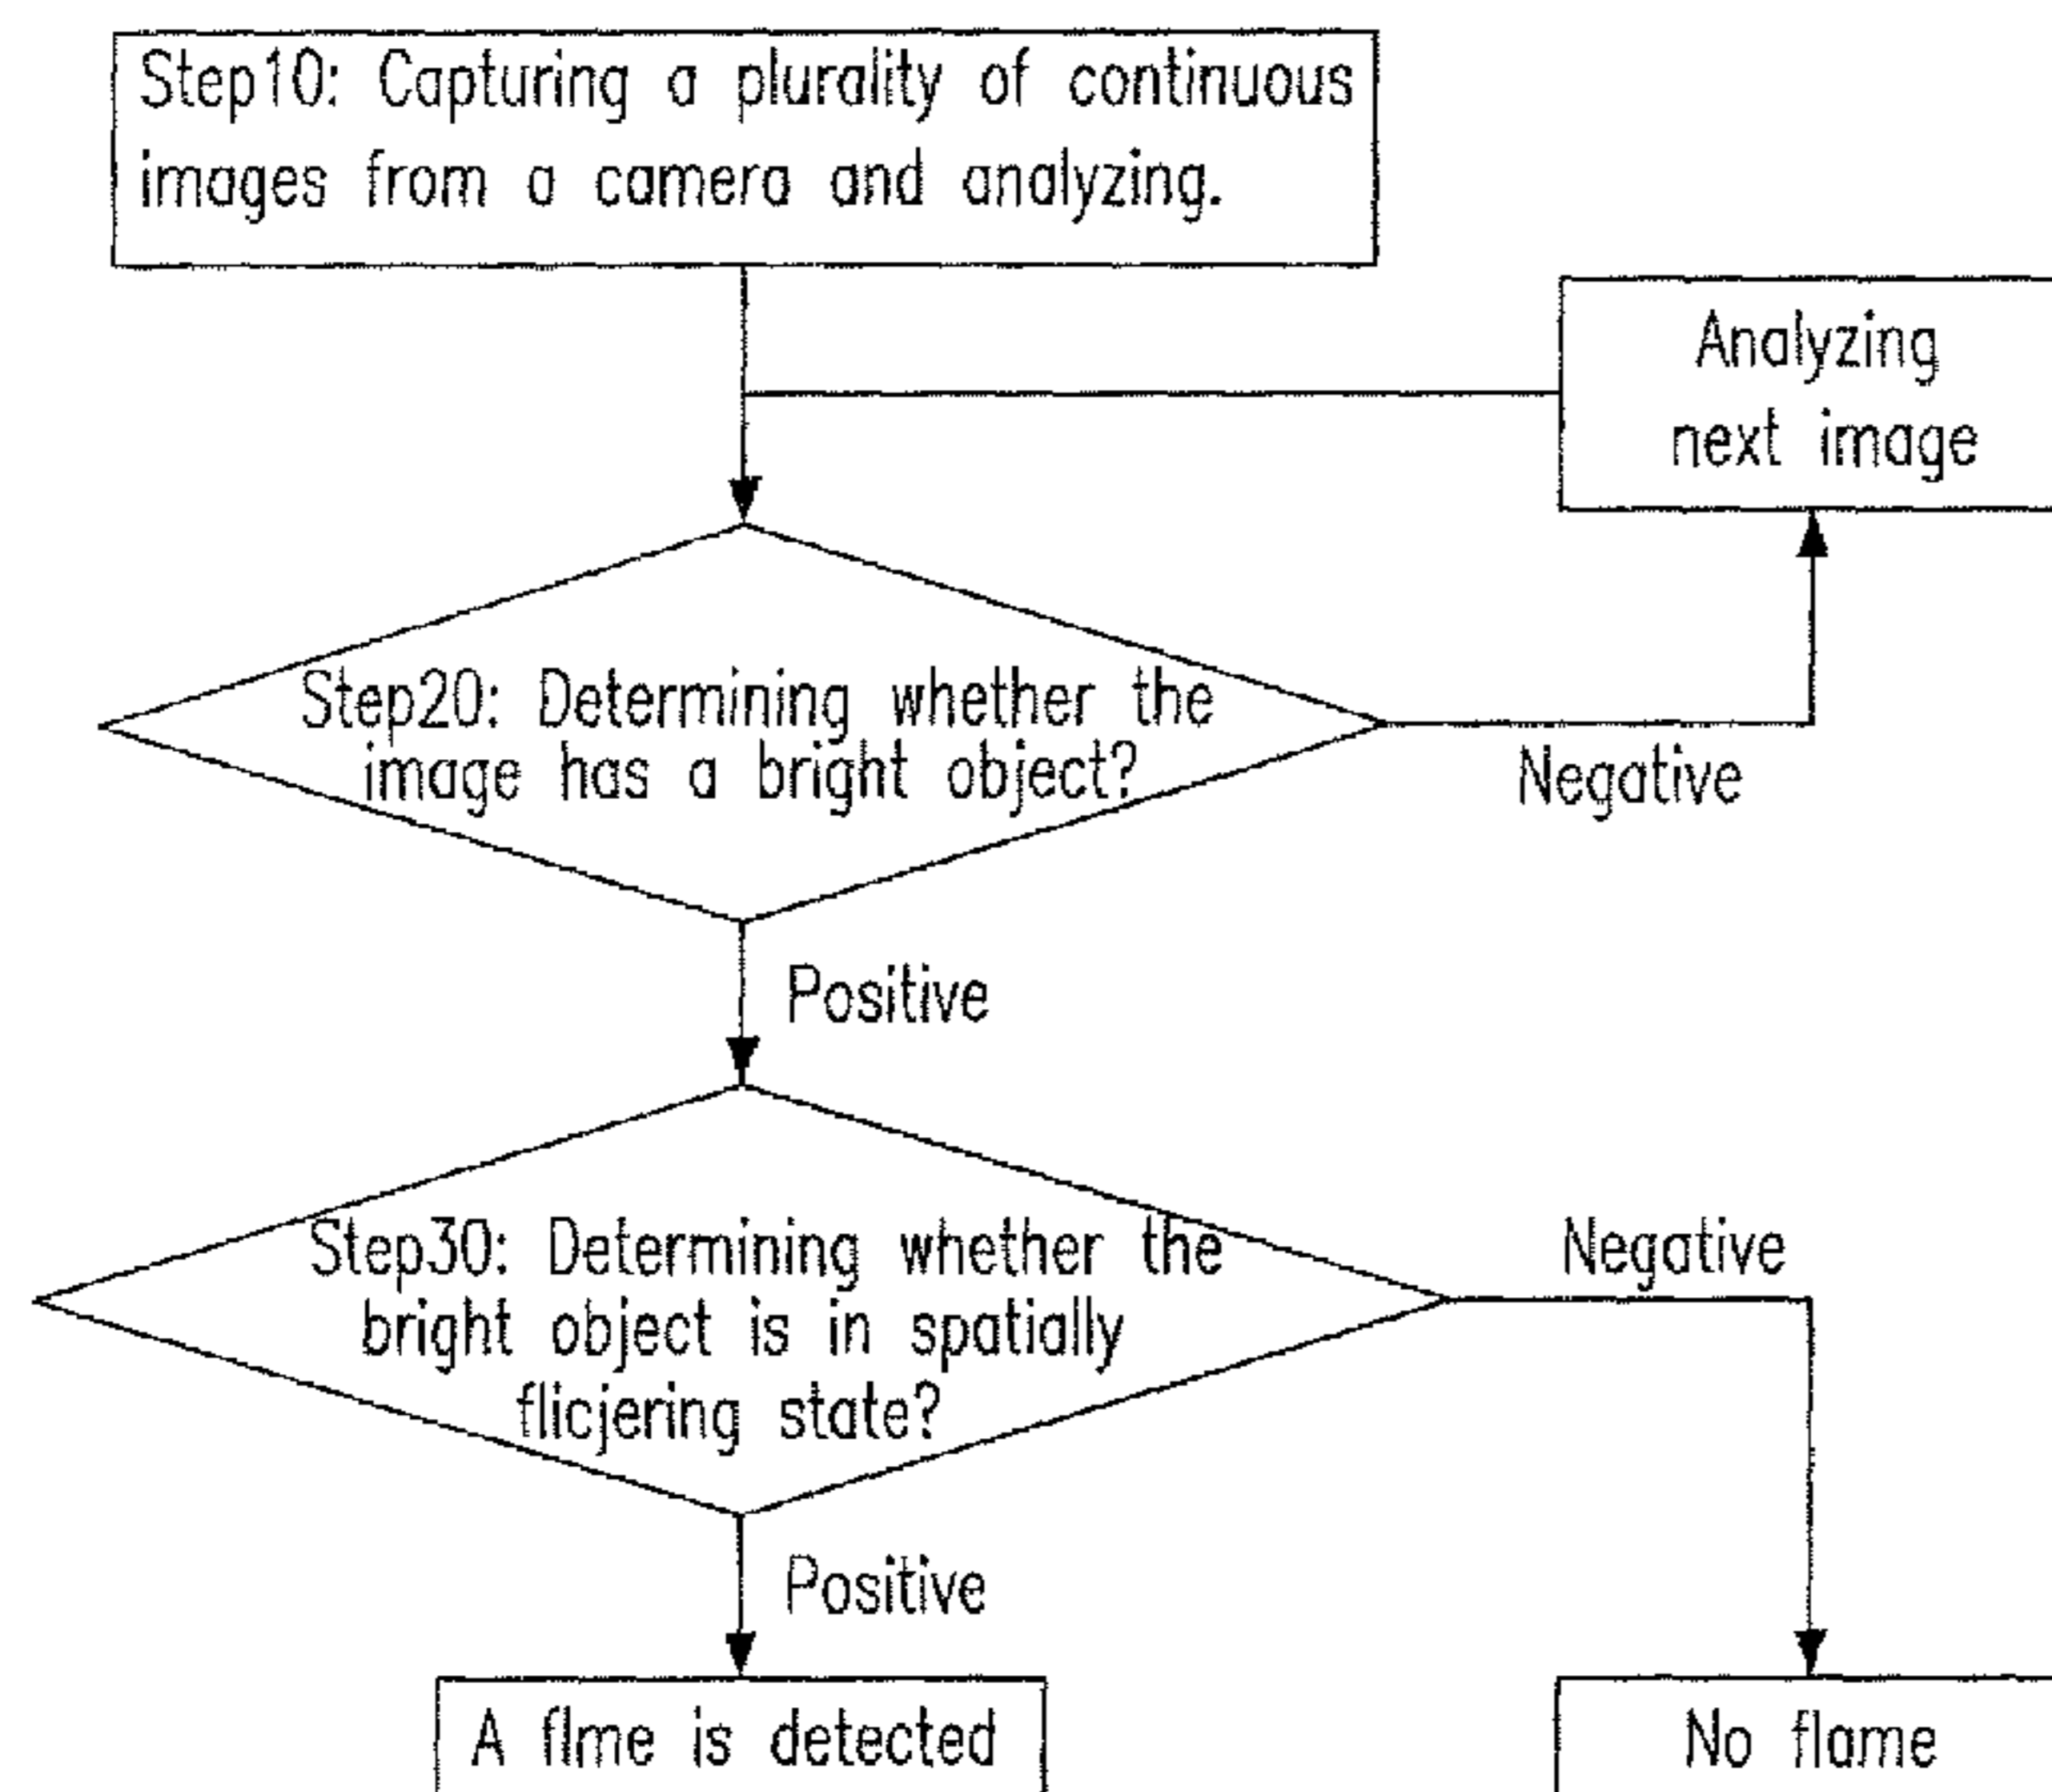 Step10: Capturing a plurality of continuous
images from a camera and analyzing.
Analyzing
next image
Step20: Determining whether the
image has a bright object?
Negative
Positive
Step30: Determining whether the
bright object is in spatially
flicjering state?
Negative
Positive
A flme is detected
No flame